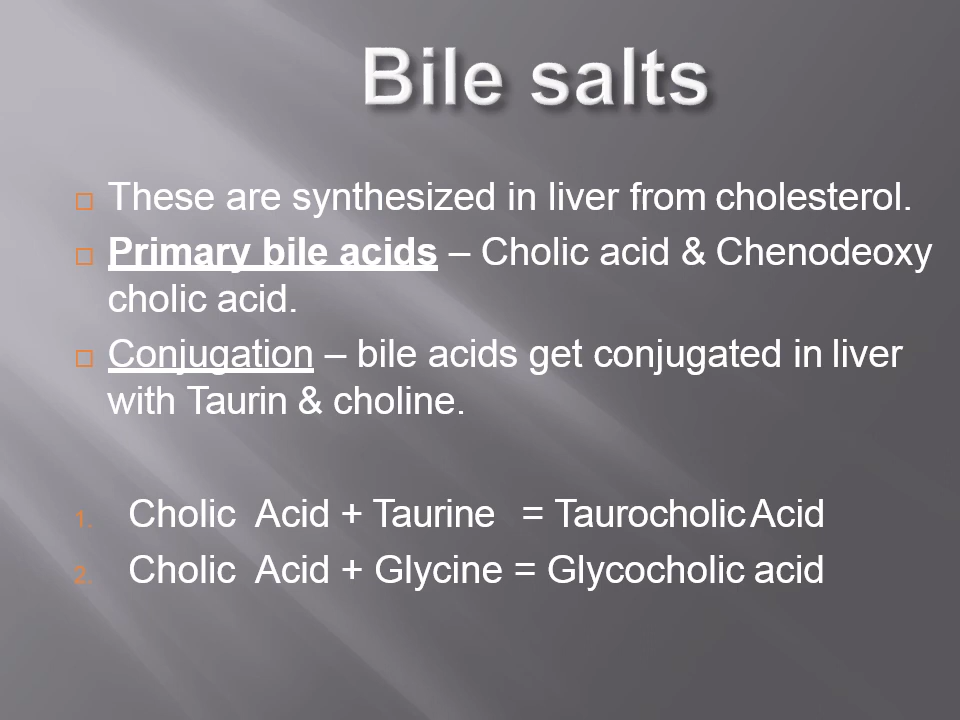 Bile salts
These are synthesized in liver from cholesterol.
Primary bile acids – Cholic acid & Chenodeoxy
cholic acid.
Conjugation – bile acids get conjugated in liver
with Taurin & choline.
1. Cholic Acid + Taurine = Taurocholic Acid
2. Cholic Acid + Glycine = Glycocholic acid